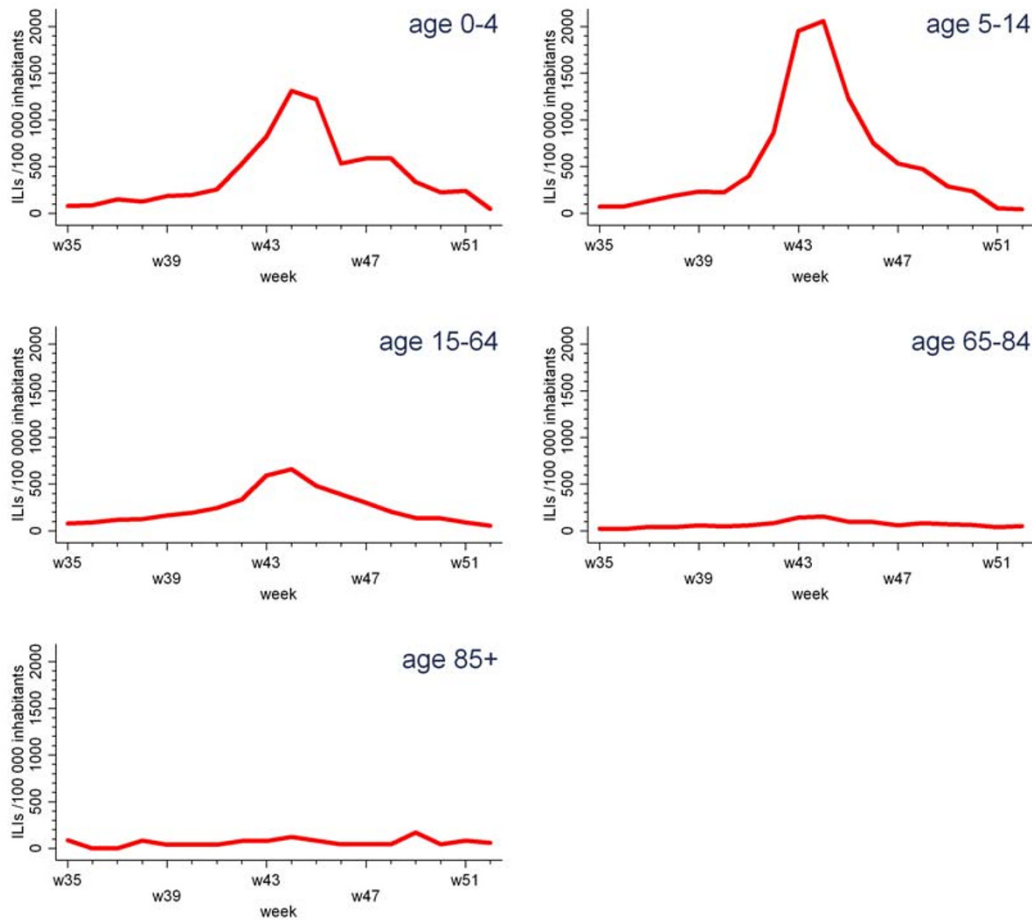 age 0-4
ILIs /100 000 inhabitants
2000
1500
1000
500
0
w35
w43
w51
w39
w47
week
age 5-14
ILIs /100 000 inhabitants
2000
1500
1000
500
0
w35
w43
w51
w39
w47
week
age 15-64
ILIs /100 000 inhabitants
2000
1500
1000
500
0
w35
w43
w51
w39
w47
week
age 65-84
ILIs /100 000 inhabitants
2000
1500
1000
500
0
w35
w43
w51
w39
w47
week
age 85+
ILIs /100 000 inhabitants
2000
1500
1000
500
0
w35
w43
w51
w39
w47
week